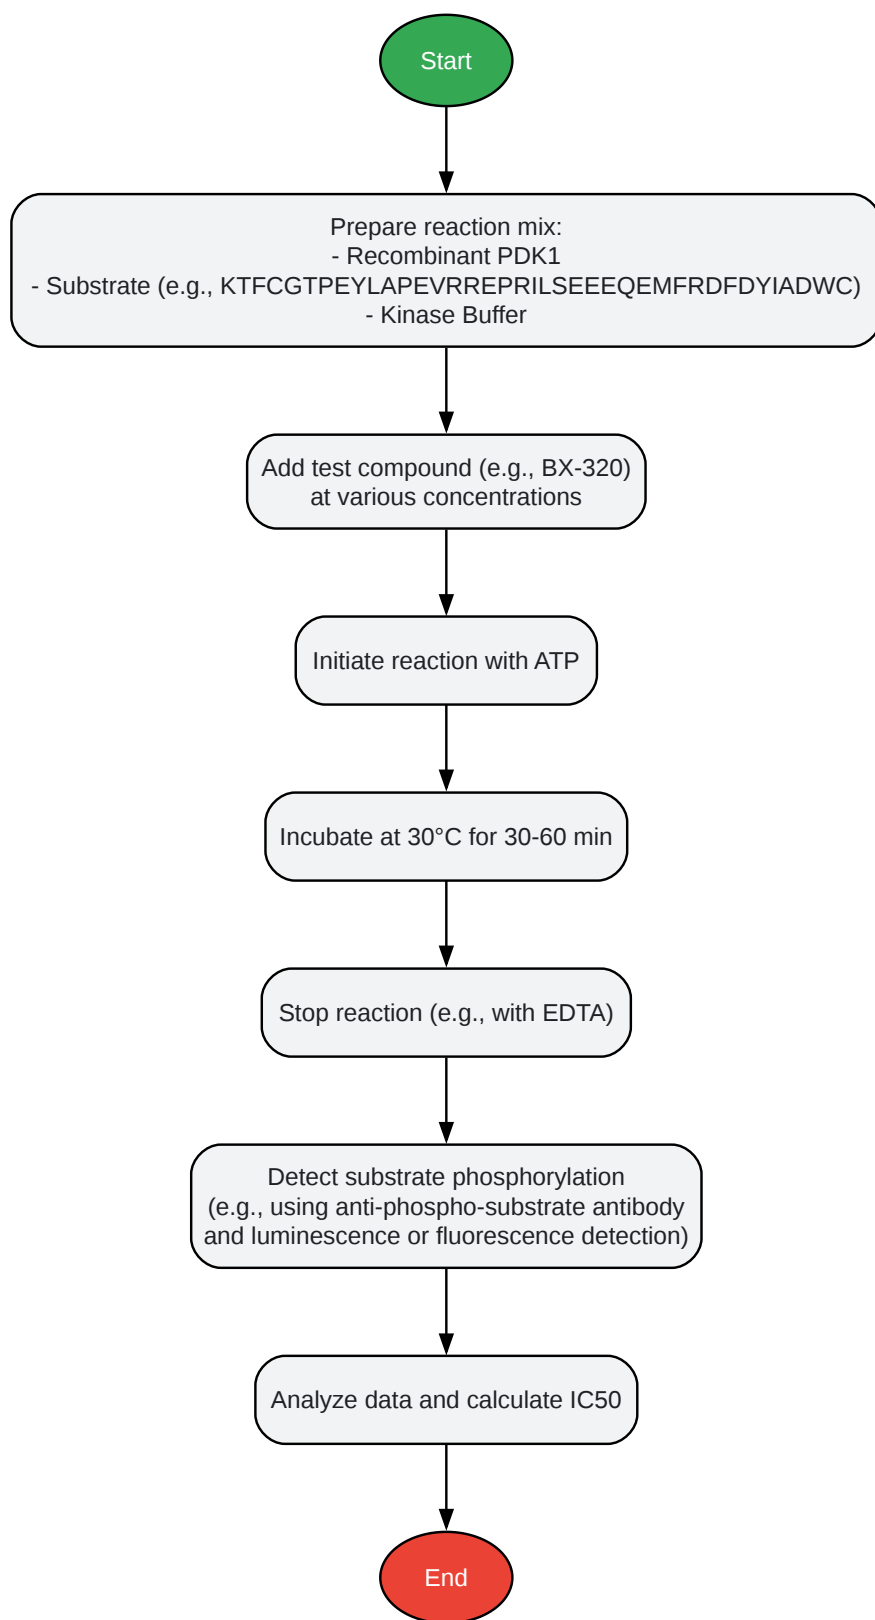 Start
Prepare reaction mix:
- Recombinant PDK1
- Substrate (e.g., KTFCGTPEYLAPEVRREPRILSEEEQEMFRDFDYIADWC)
- Kinase Buffer
Add test compound (e.g., BX-320)
at various concentrations
Initiate reaction with ATP
Incubate at 30°C for 30-60 min
Stop reaction (e.g., with EDTA)
Detect substrate phosphorylation
(e.g., using anti-phospho-substrate antibody
and luminescence or fluorescence detection)
Analyze data and calculate IC50
End